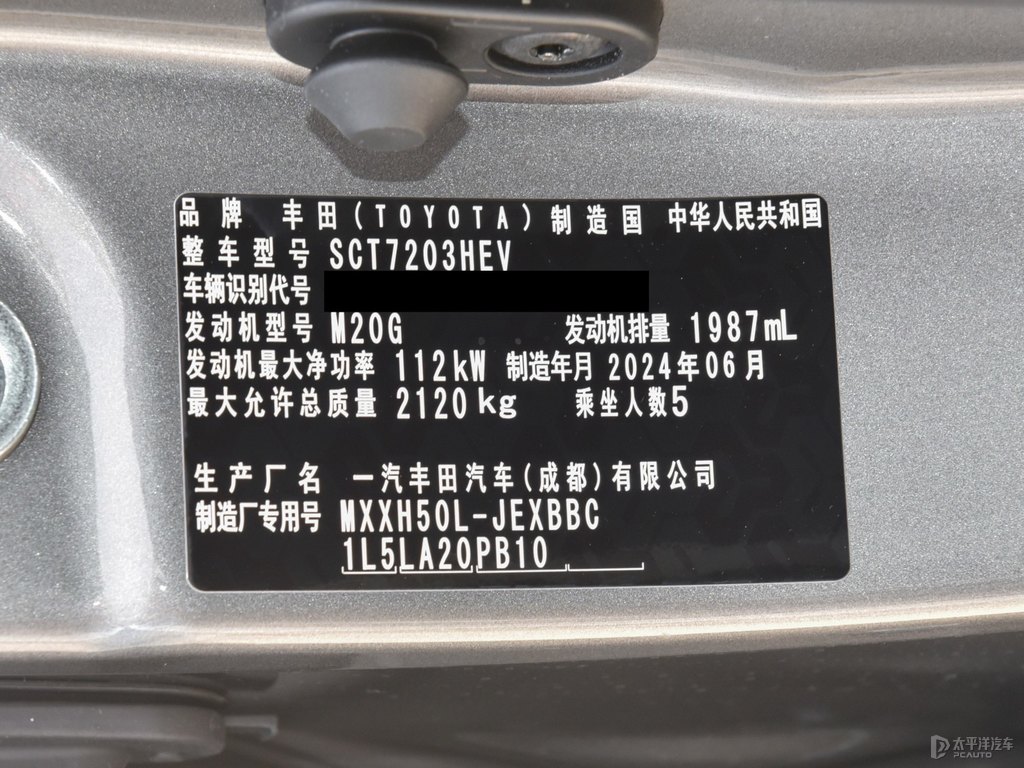 品牌 丰田(TOYOTA) 制造国 中华人民共和国
整车型号 SCT7203HEV
车辆识别代号
发动机型号 M20G 发动机排量 1987mL
发动机最大净功率 112kW 制造年月 2024年06月
最大允许总质量 2120kg 乘坐人数5
生产厂名 一汽丰田汽车(成都)有限公司
制造厂专用号 MXXH50L-JEXBBC
1L5LA20PB10
太平洋汽车
PCAUTO